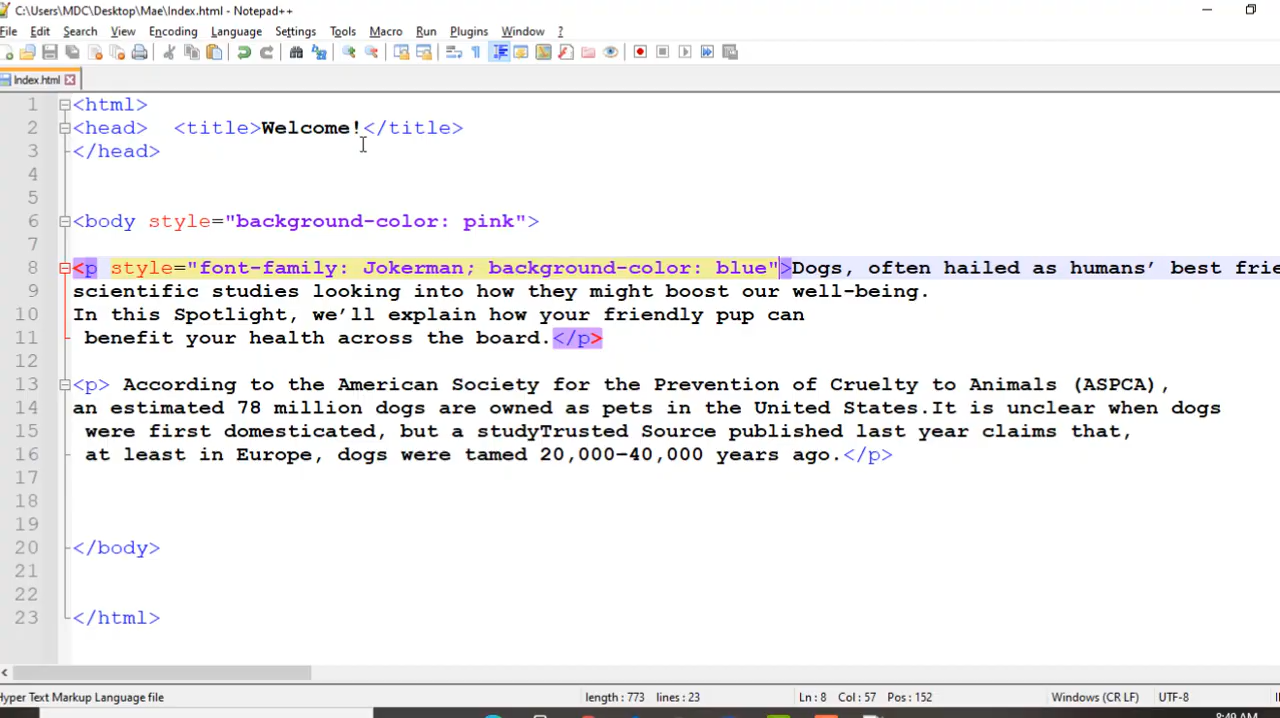 C:\Users\MDC\Desktop\Mae\Index.html - Notepad++
File Edit Search View Encoding Language Settings Tools Macro Run Plugins Window ?
Index.html
1 <html>
2 <head>  <title>Welcome!</title>
3 </head>
4
5
6 <body style="background-color: pink">
7
8 <p style="font-family: Jokerman; background-color: blue">Dogs, often hailed as humans’ best frie
9 scientific studies looking into how they might boost our well-being.
10 In this Spotlight, we’ll explain how your friendly pup can
11 benefit your health across the board.</p>
12
13 <p> According to the American Society for the Prevention of Cruelty to Animals (ASPCA),
14 an estimated 78 million dogs are owned as pets in the United States.It is unclear when dogs
15 were first domesticated, but a studyTrusted Source published last year claims that,
16 at least in Europe, dogs were tamed 20,000–40,000 years ago.</p>
17
18
19
20 </body>
21
22
23 </html>
Hyper Text Markup Language file length : 773 lines : 23 Ln : 8 Col : 57 Pos : 152 Windows (CR LF) UTF-8
8:49 AM